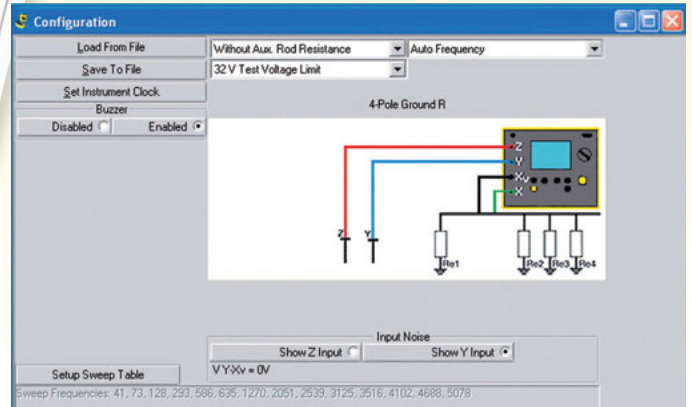 Configuration
Load From File
Without Aux. Rod Resistance
Auto Frequency
Save To File
32 V Test Voltage Limit
Set Instrument Clock
Buzzer
4-Pole Ground R
Disabled
Enabled
Z
Y
Xv
X
Z
Y
Re1
Re2
Re3
Re4
Input Noise
Show Z Input
Show Y Input
V Y-Xv = 0V
Setup Sweep Table
Sweep Frequencies: 41, 73, 128, 293, 586, 635, 1270, 2051, 2539, 3125, 3516, 4102, 4688, 5078